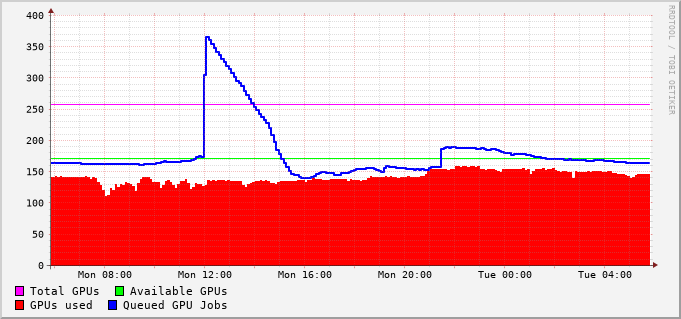 400
350
300
250
200
150
100
50
0
Mon 08:00 Mon 12:00 Mon 16:00 Mon 20:00 Tue 00:00 Tue 04:00
Total GPUs Available GPUs
GPUs used Queued GPU Jobs
RRDTOOL / TOBI OETIKER